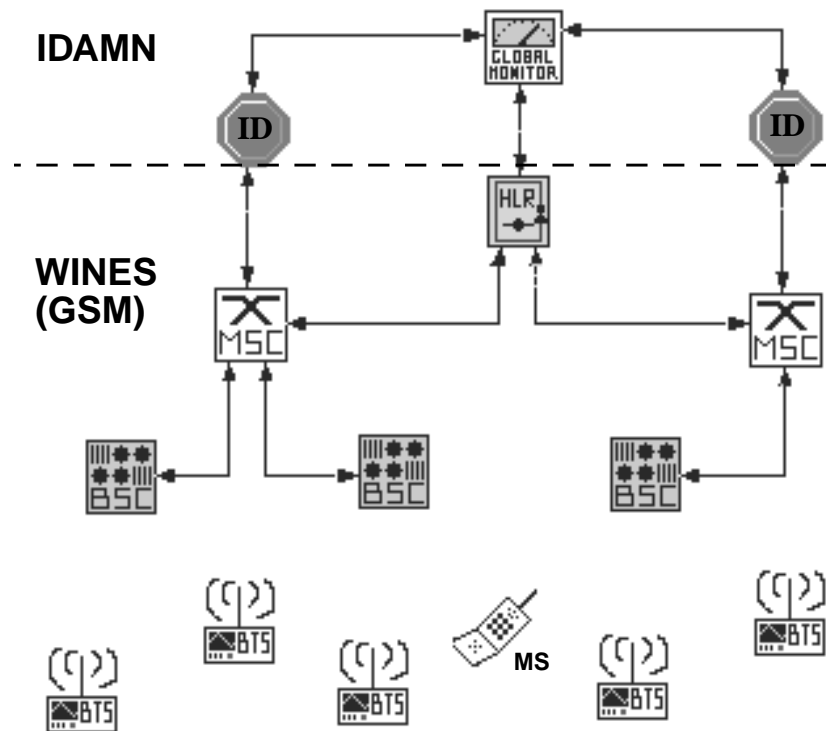 IDAMN
GLOBAL
MONITOR
ID
ID
HLR
WINES
(GSM)
MSC
MSC
BSC
BSC
BSC
BTS
BTS
MS
BTS
BTS
BTS